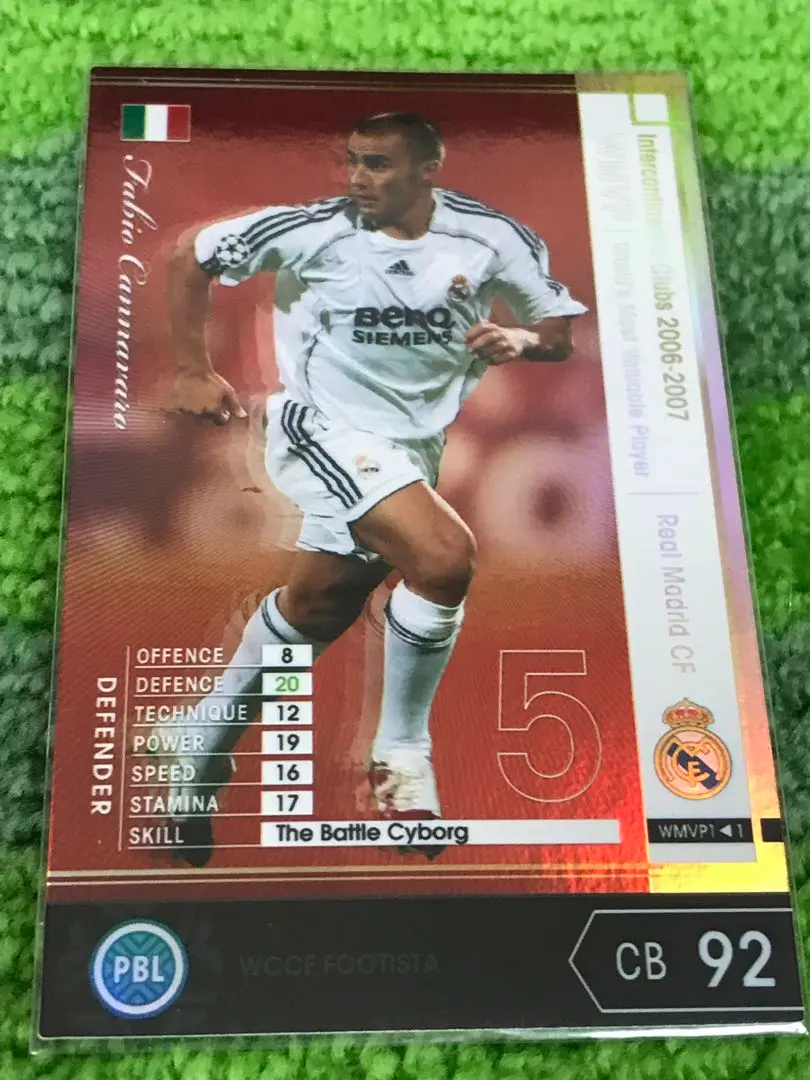 Fabio Cannavaro
Intercontine Clubs 2006-2007
WMVP | World's Most Valuable Player
Real Madrid CF
adidas
BenQ
SIEMENS
DEFENDER
OFFENCE 8
DEFENCE 20
TECHNIQUE 12
POWER 19
SPEED 16
STAMINA 17
SKILL The Battle Cyborg
5
WMVP1◀1
PBL
WCCF FOOTISTA
CB 92